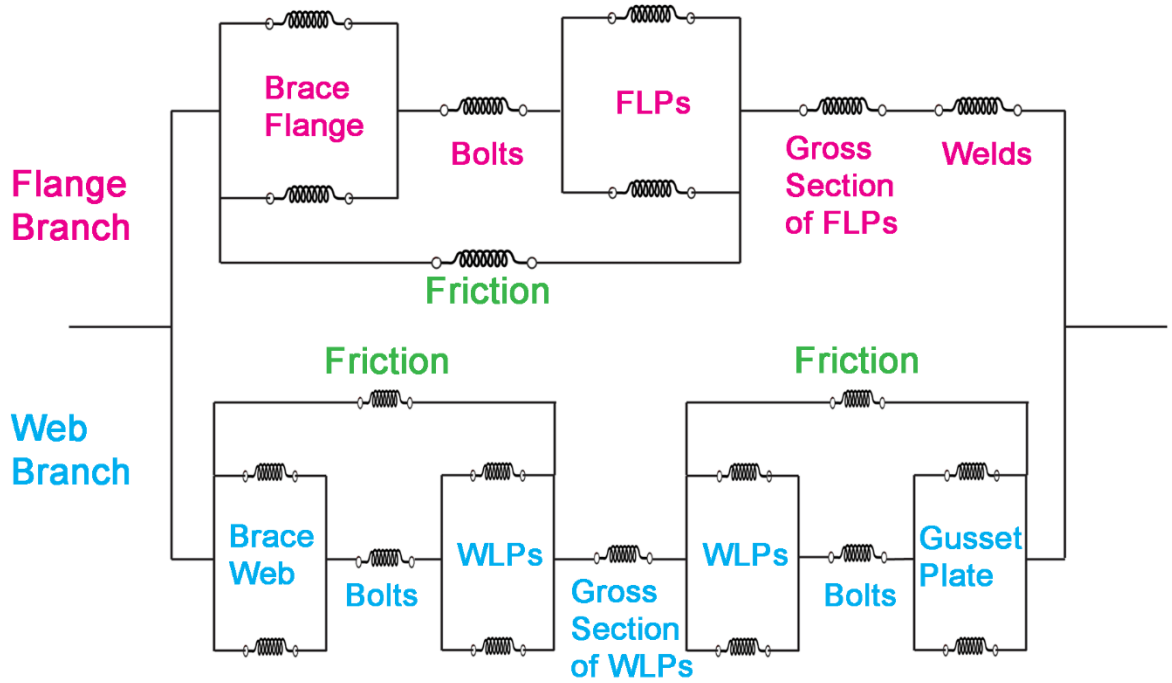 Brace
Flange
Bolts
FLPs
Gross
Section
of FLPs
Welds
Flange
Branch
Friction
Friction
Friction
Web
Branch
Brace
Web
Bolts
WLPs
Gross
Section
of WLPs
WLPs
Bolts
Gusset
Plate